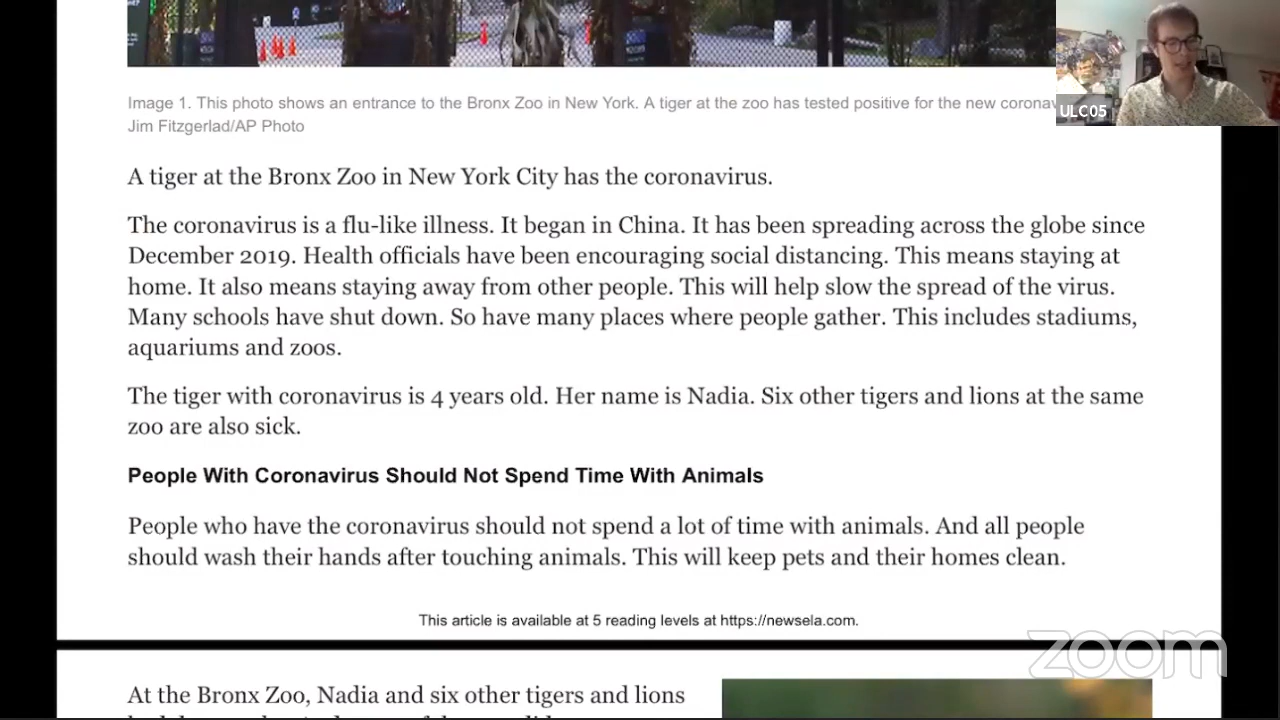 Image 1. This photo shows an entrance to the Bronx Zoo in New York. A tiger at the zoo has tested positive for the new
Jim Fitzgerlad/AP Photo
ULC05
A tiger at the Bronx Zoo in New York City has the coronavirus.
The coronavirus is a flu-like illness. It began in China. It has been spreading across the globe since
December 2019. Health officials have been encouraging social distancing. This means staying at
home. It also means staying away from other people. This will help slow the spread of the virus.
Many schools have shut down. So have many places where people gather. This includes stadiums,
aquariums and zoos.
The tiger with coronavirus is 4 years old. Her name is Nadia. Six other tigers and lions at the same
zoo are also sick.
People With Coronavirus Should Not Spend Time With Animals
People who have the coronavirus should not spend a lot of time with animals. And all people
should wash their hands after touching animals. This will keep pets and their homes clean.
This article is available at 5 reading levels at https://newsela.com.
zoom
At the Bronx Zoo, Nadia and six other tigers and lions